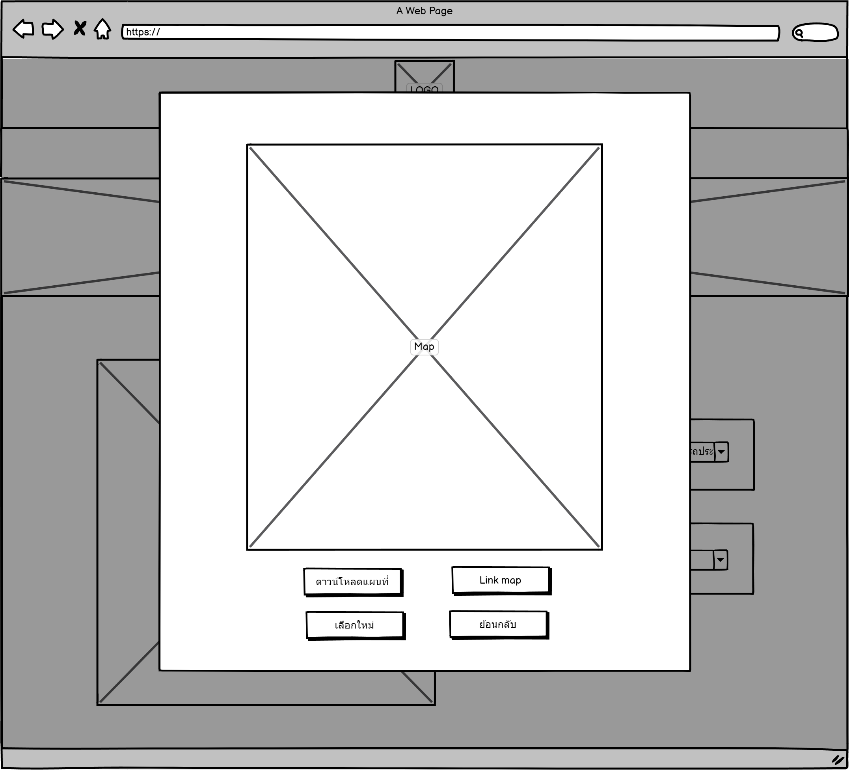 A Web Page
https://
LOGO
Map
ดาวน์โหลดแผนที่
Link map
เลือกใหม่
ย้อนกลับ